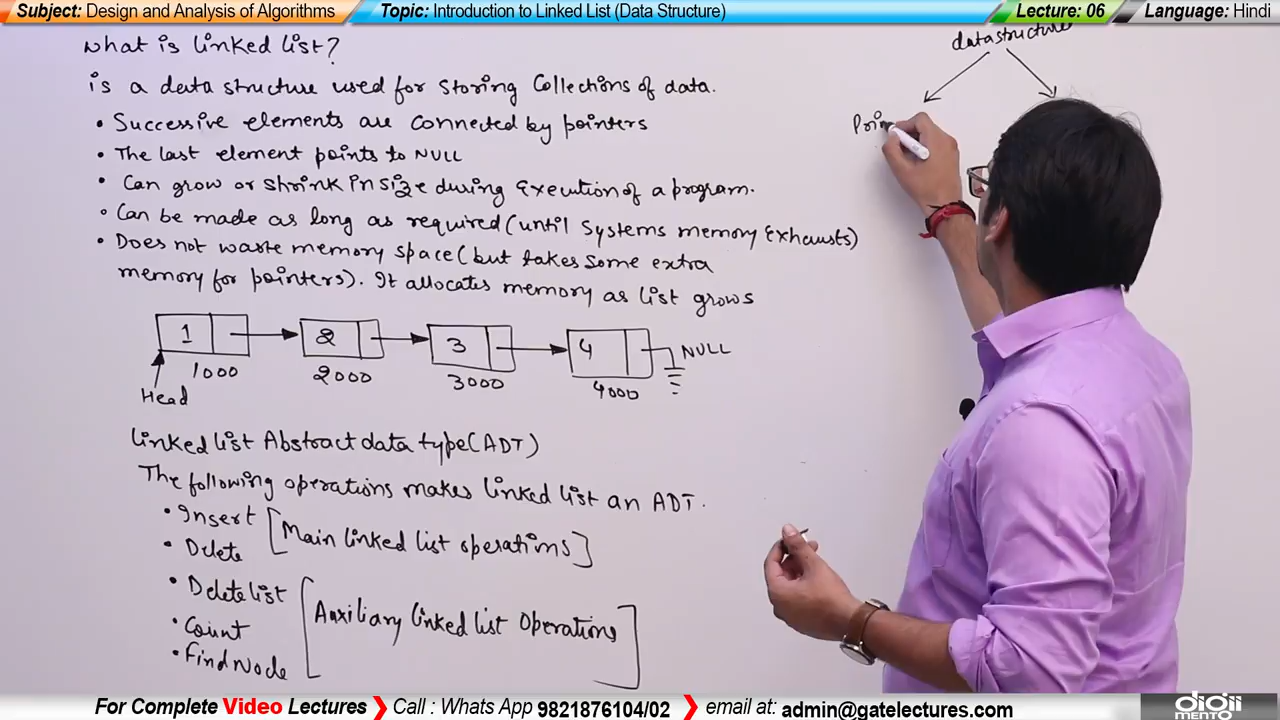 Subject: Design and Analysis of Algorithms
Topic: Introduction to Linked List (Data Structure)
Lecture: 06
Language: Hindi
What is linked list?
is a data structure used for storing Collections of data.
• Successive elements are connected by pointers
• The last element points to NULL
• Can grow or shrink in size during execution of a program.
• Can be made as long as required (until systems memory exhausts)
• Does not waste memory space (but takes some extra
memory for pointers). It allocates memory as list grows
1 2 3 4 NULL
1000 2000 3000 4000
Head
Linked list Abstract data type (ADT)
The following operations makes linked list an ADT.
• Insert
• Delete
[Main linked list operations]
• Delete list
• Count
• Find Node
[Auxiliary linked list Operations]
datastructure
Prim
For Complete Video Lectures
Call : Whats App 9821876104/02
email at: admin@gatelectures.com
digii
MEMO